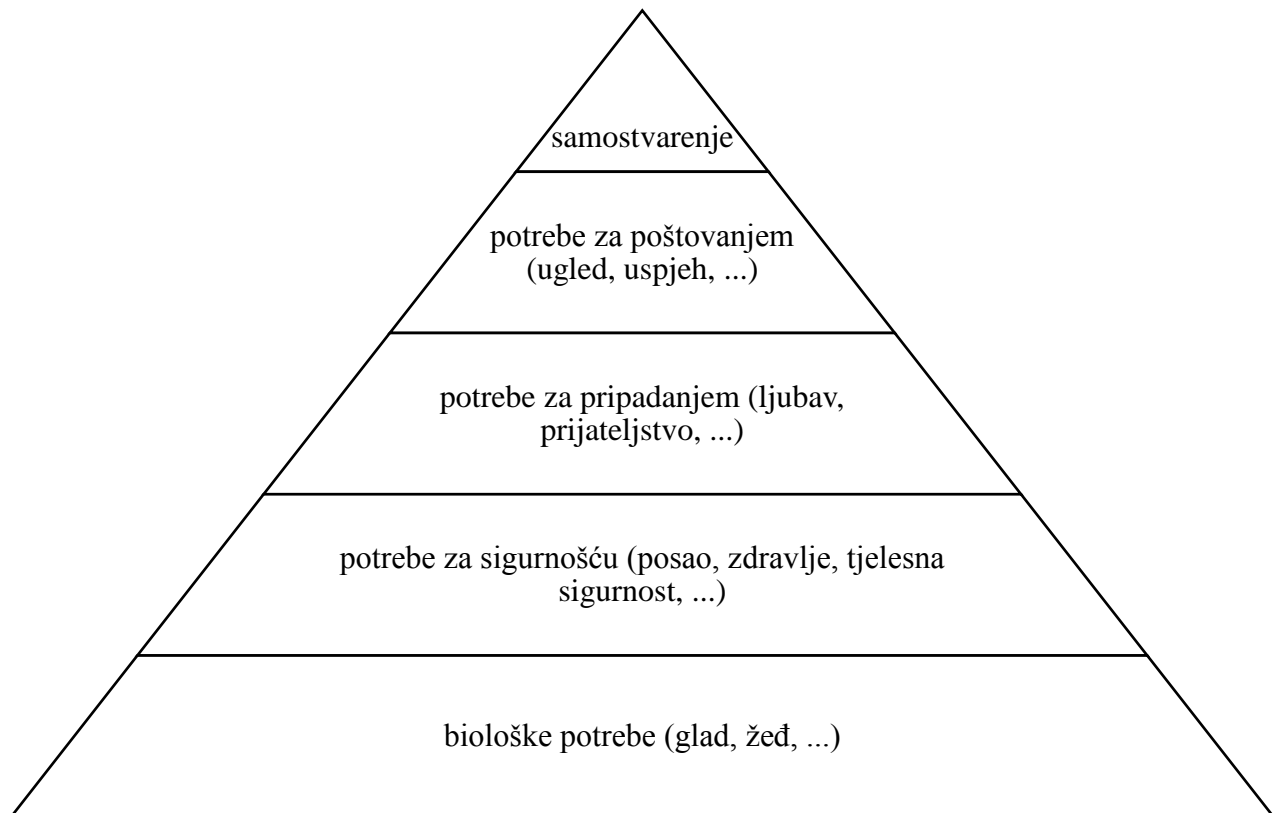 samostvarenje
potrebe za poštovanjem
(ugled, uspjeh, ...)
potrebe za pripadanjem (ljubav,
prijateljstvo, ...)
potrebe za sigurnošću (posao, zdravlje, tjelesna
sigurnost, ...)
biološke potrebe (glad, žeđ, ...)